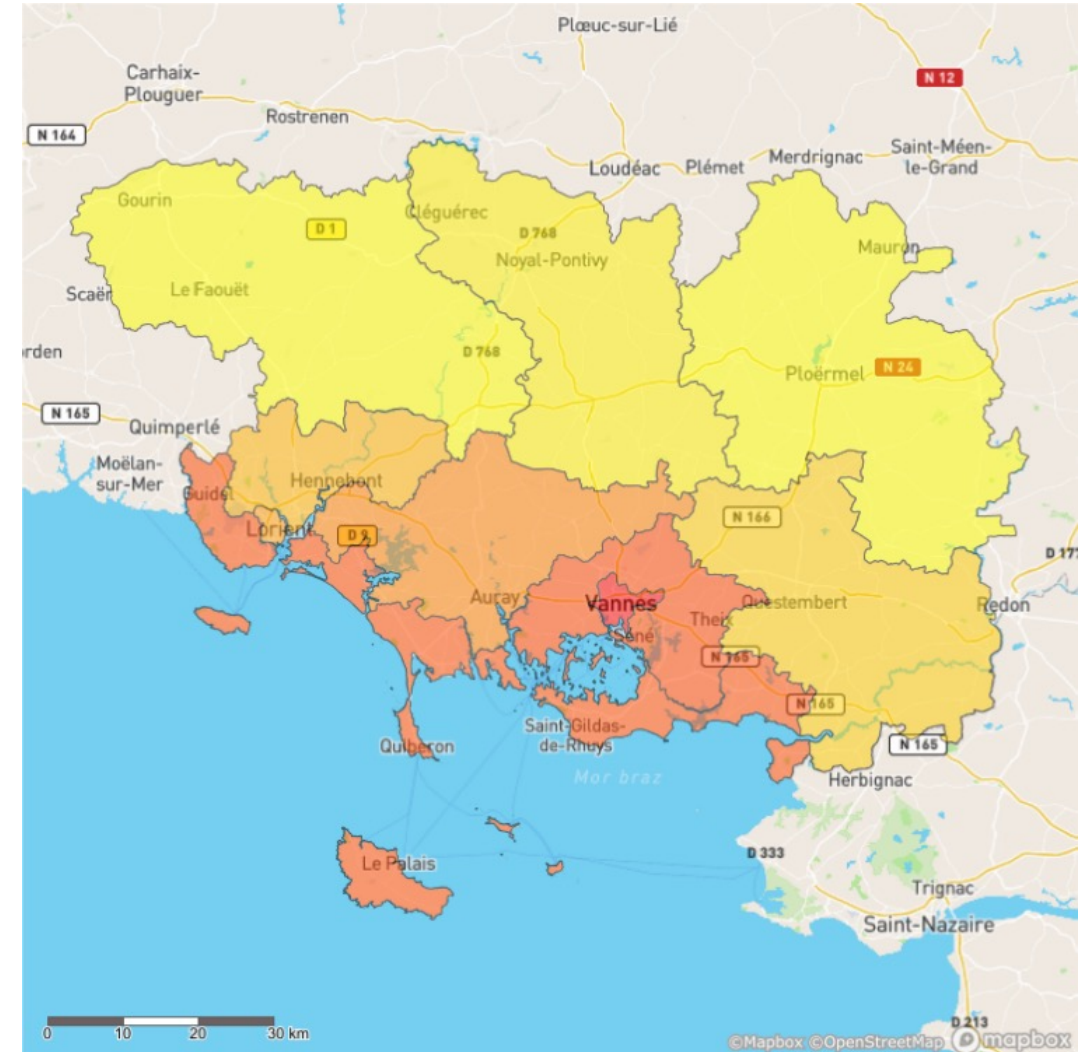 Plœuc-sur-Lié
Carhaix-
Plouguer
N 12
Rostrenen
N 164
Saint-Méen-
le-Grand
Merdrignac
Loudéac
Plémet
Gourin
Cléguérec
D 1
D 768
Mauron
Noyal-Pontivy
Scaër
Le Faouët
rden
D 768
Ploërmel
N 24
N 165
Quimperlé
Moëlan-
sur-Mer
Hennebont
Guidel
Lorient
D 9
N 166
D 177
Auray
Vannes
Questembert
Redon
Theix
Séné
N 165
N 165
Saint-Gildas-
de-Rhuys
Quiberon
N 165
Mor braz
Herbignac
D 333
Le Palais
Trignac
Saint-Nazaire
D 213
0 10 20 30 km
©Mapbox ©OpenStreetMap mapbox